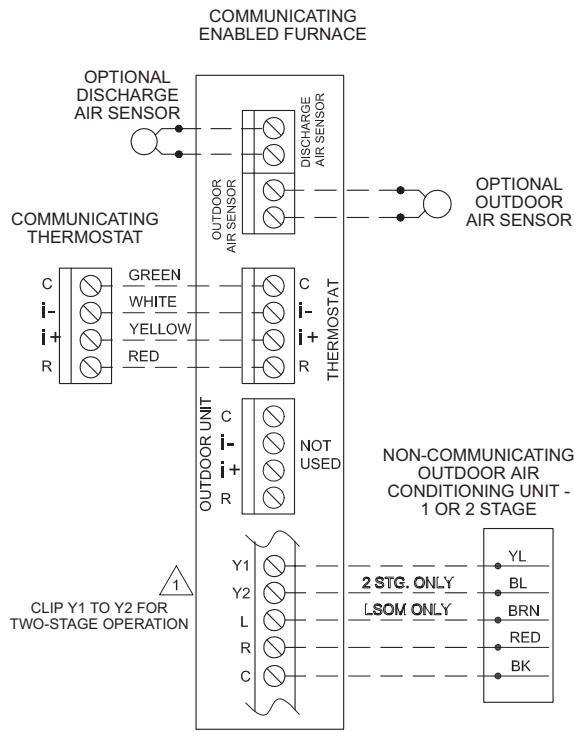 COMMUNICATING
ENABLED FURNACE
OPTIONAL
DISCHARGE
AIR SENSOR
DISCHARGE
AIR SENSOR
OUTDOOR
AIR SENSOR
OPTIONAL
OUTDOOR
AIR SENSOR
COMMUNICATING
THERMOSTAT
C GREEN C
i- WHITE i-
i+ YELLOW i+
R RED R
THERMOSTAT
OUTDOOR UNIT
C
i-
i+
R
NOT
USED
NON-COMMUNICATING
OUTDOOR AIR
CONDITIONING UNIT -
1 OR 2 STAGE
1
CLIP Y1 TO Y2 FOR
TWO-STAGE OPERATION
Y1 YL
Y2 2 STG. ONLY BL
L LSOM ONLY BRN
R RED
C BK